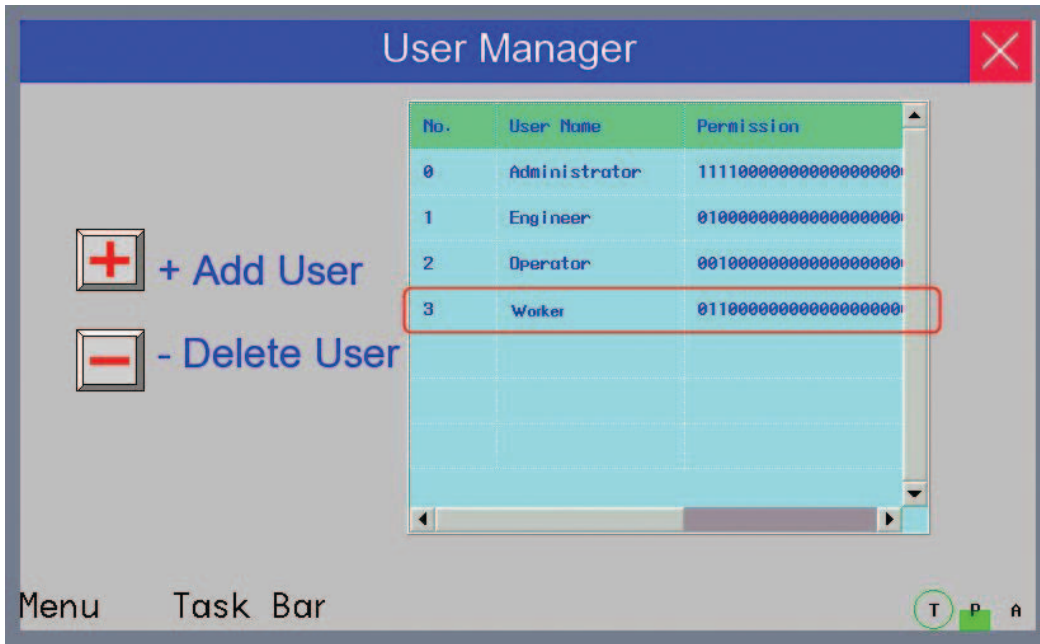 User Manager
No. User Name Permission
0 Administrator 11110000000000000000
1 Engineer 01000000000000000000
2 Operator 00100000000000000000
3 Worker 01100000000000000000
+ Add User
- Delete User
Menu Task Bar
T P A